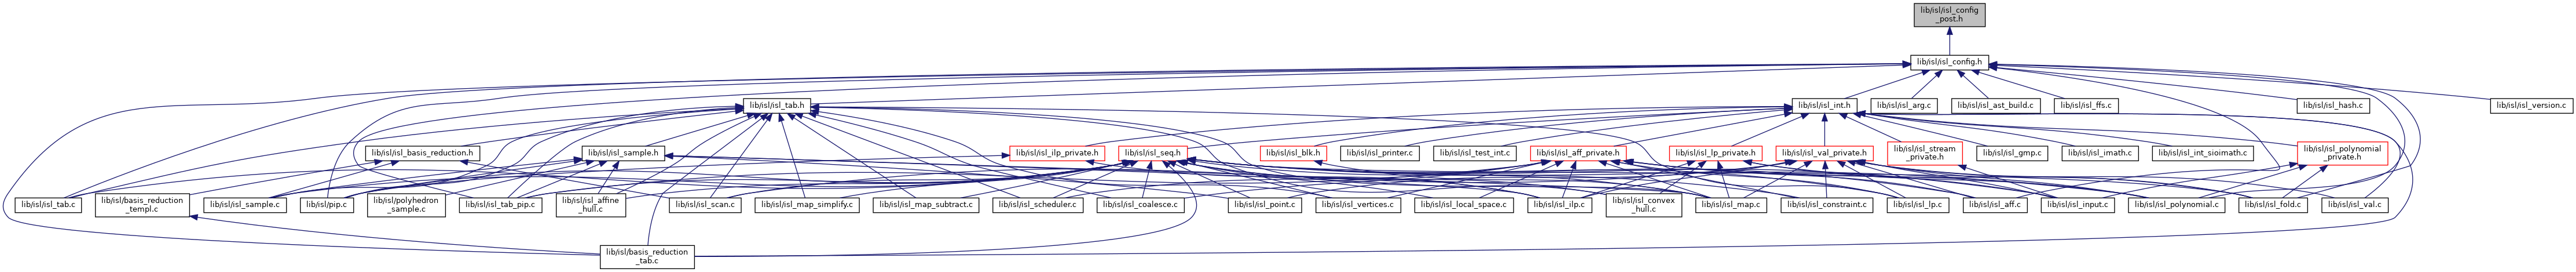 lib/isl/isl_config
_post.h
lib/isl/isl_config.h
lib/isl/isl_tab.h
lib/isl/isl_int.h
lib/isl/isl_arg.c
lib/isl/isl_ast_build.c
lib/isl/isl_ffs.c
lib/isl/isl_hash.c
lib/isl/isl_version.c
lib/isl/isl_basis_reduction.h
lib/isl/isl_sample.h
lib/isl/isl_ilp_private.h
lib/isl/isl_seq.h
lib/isl/isl_blk.h
lib/isl/isl_printer.c
lib/isl/isl_test_int.c
lib/isl/isl_aff_private.h
lib/isl/isl_lp_private.h
lib/isl/isl_val_private.h
lib/isl/isl_stream
_private.h
lib/isl/isl_gmp.c
lib/isl/isl_imath.c
lib/isl/isl_int_sioimath.c
lib/isl/isl_polynomial
_private.h
lib/isl/isl_tab.c
lib/isl/basis_reduction
_templ.c
lib/isl/isl_sample.c
lib/isl/isl_pip.c
lib/isl/polyhedron
_sample.c
lib/isl/isl_tab_pip.c
lib/isl/isl_affine
_hull.c
lib/isl/isl_scan.c
lib/isl/isl_map_simplify.c
lib/isl/isl_map_subtract.c
lib/isl/isl_scheduler.c
lib/isl/isl_coalesce.c
lib/isl/isl_point.c
lib/isl/isl_vertices.c
lib/isl/isl_local_space.c
lib/isl/isl_ilp.c
lib/isl/isl_convex
_hull.c
lib/isl/isl_map.c
lib/isl/isl_constraint.c
lib/isl/isl_lp.c
lib/isl/isl_aff.c
lib/isl/isl_input.c
lib/isl/isl_polynomial.c
lib/isl/isl_fold.c
lib/isl/isl_val.c
lib/isl/basis_reduction
_tab.c